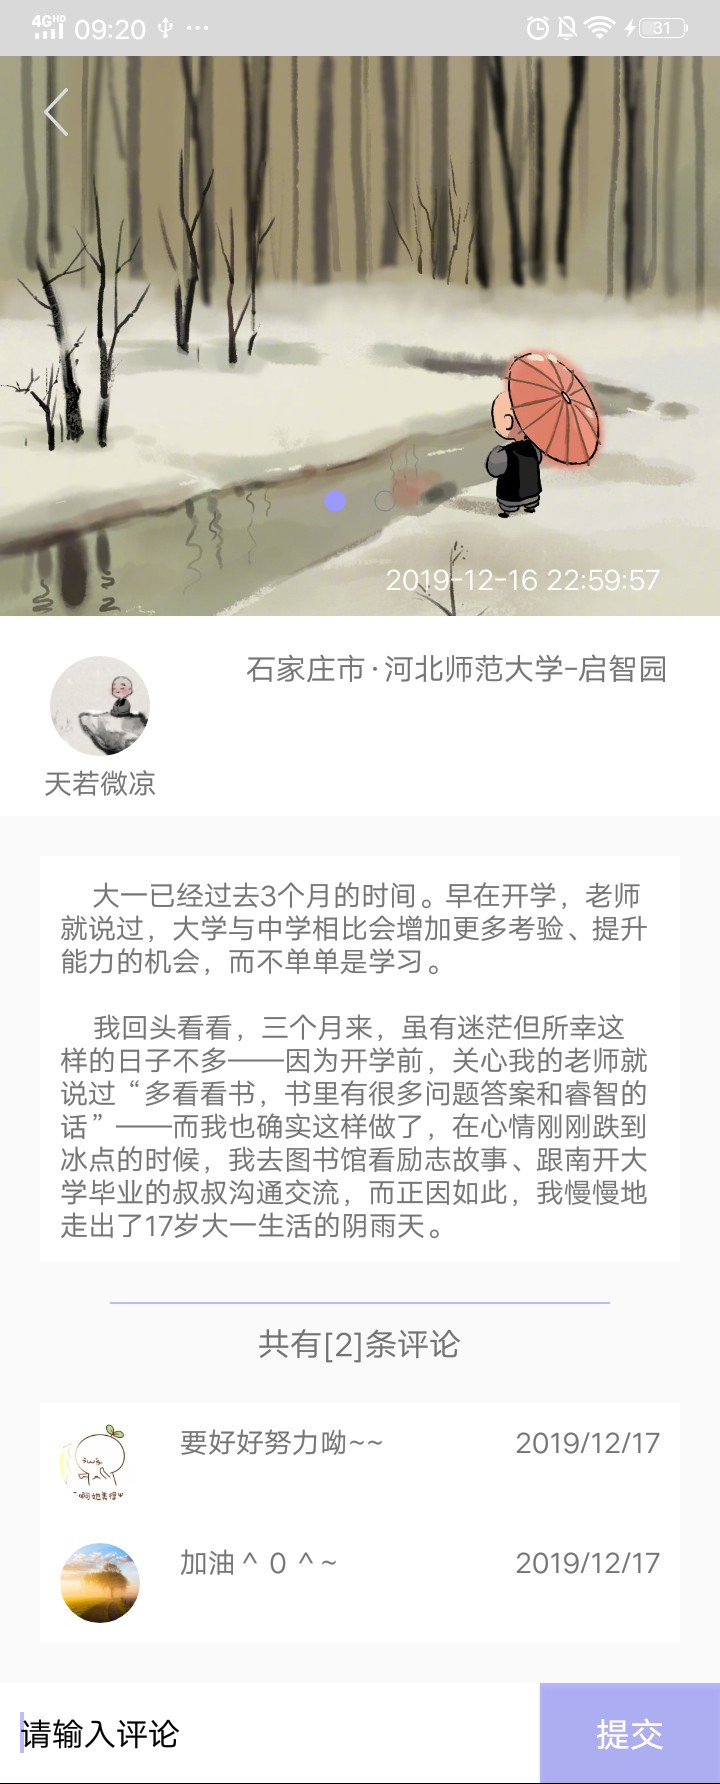 4G HD 09:20 ··· 31
2019-12-16 22:59:57
石家庄市·河北师范大学-启智园
天若微凉
大一已经过去3个月的时间。早在开学，老师
就说过，大学与中学相比会增加更多考验、提升
能力的机会，而不单单是学习。
我回头看看，三个月来，虽有迷茫但所幸这
样的日子不多——因为开学前，关心我的老师就
说过“多看看书，书里有很多问题答案和睿智的
话”——而我也确实这样做了，在心情刚刚跌到
冰点的时候，我去图书馆看励志故事、跟南开大
学毕业的叔叔沟通交流，而正因如此，我慢慢地
走出了17岁大一生活的阴雨天。
共有[2]条评论
要好好努力呦~~ 2019/12/17
加油＾０＾~ 2019/12/17
请输入评论 提交